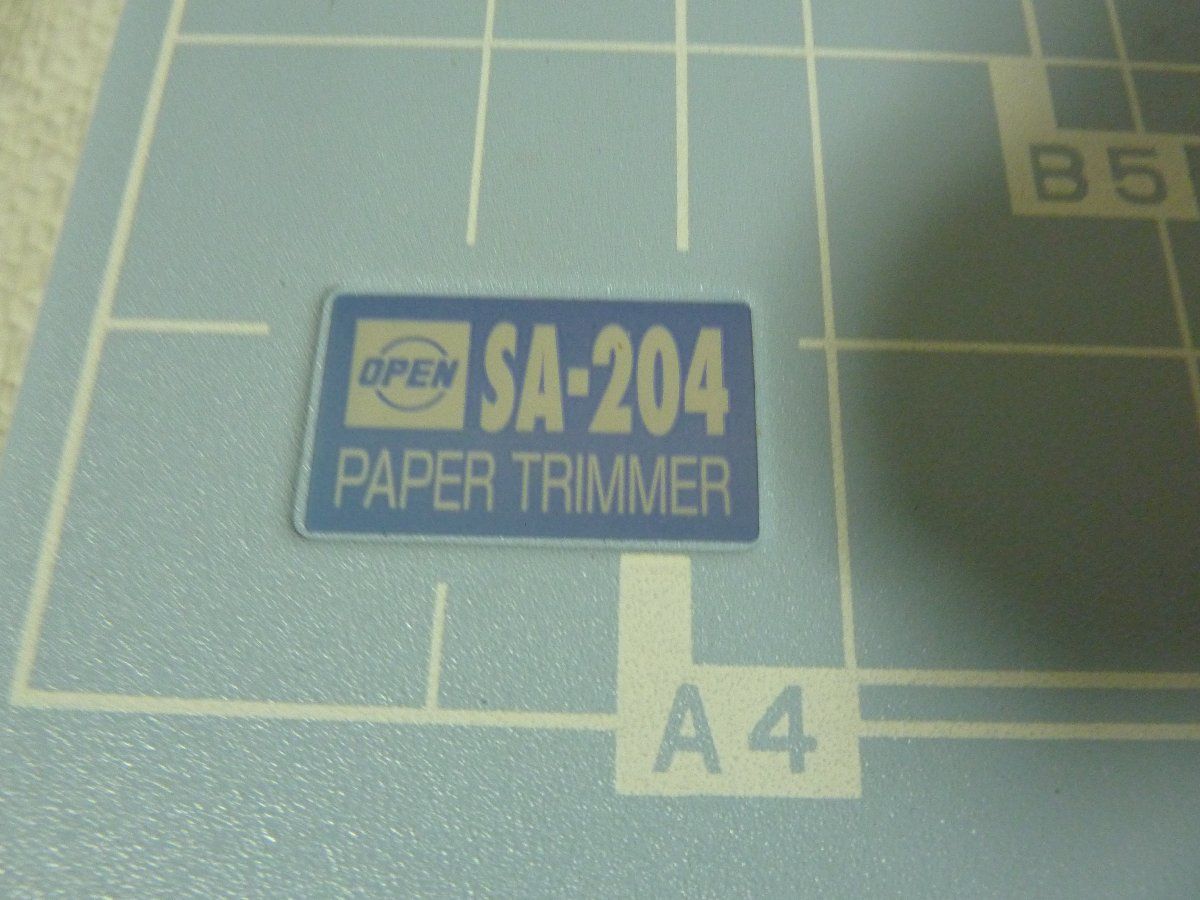 B5
OPEN SA-204
PAPER TRIMMER
A4